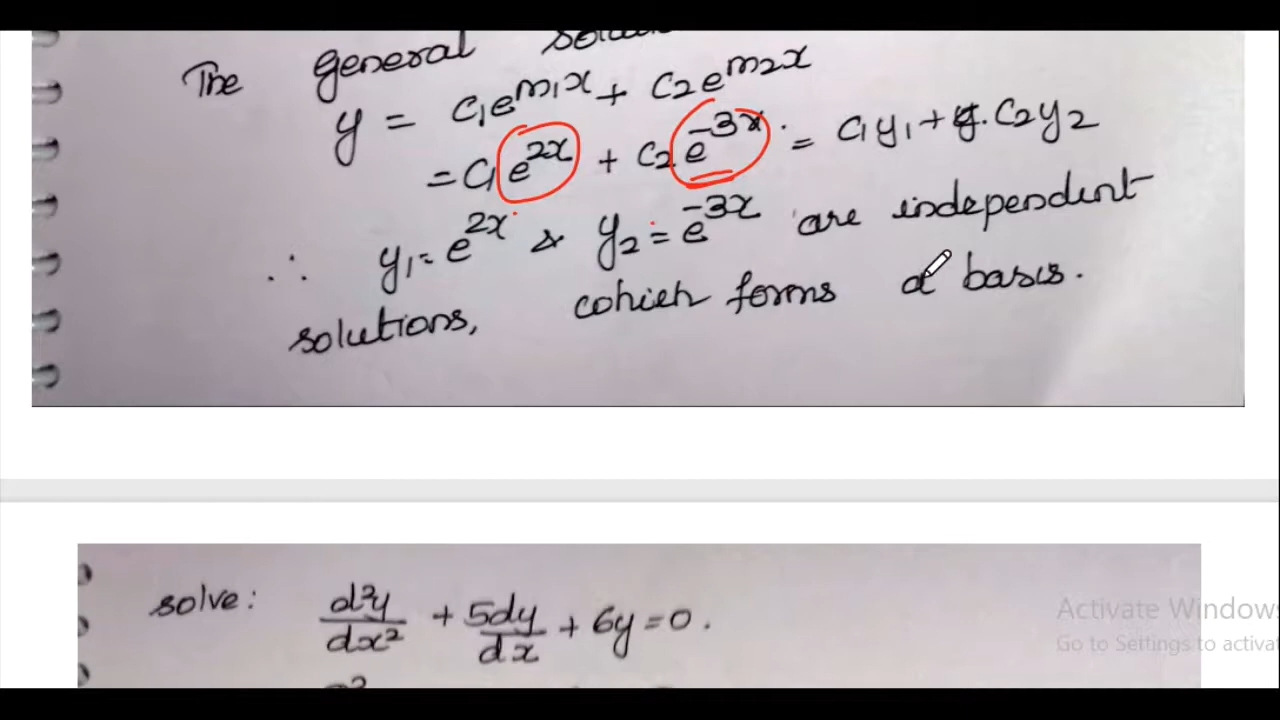 The general
y = c₁e^{m₁x} + c₂e^{m₂x}
= c₁e^{2x} + c₂e^{-3x} = c₁y₁ + c₂y₂
∴ y₁ = e^{2x} & y₂ = e^{-3x} are independent
solutions, which forms a basis.
solve: d²y/dx² + 5dy/dx + 6y = 0.
Activate Windows
Go to Settings to activa